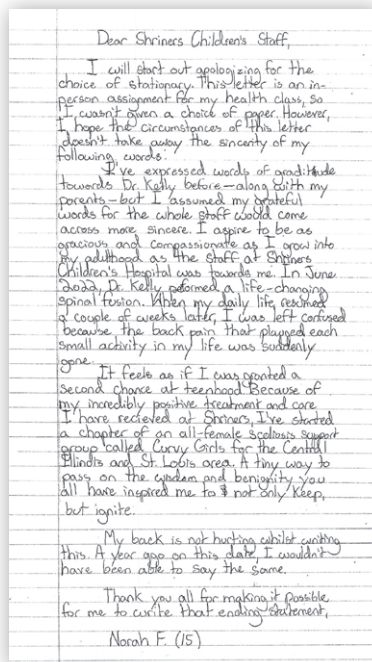 Dear Shriners Children's Staff,
I will start out apologizing for the
choice of stationary. This letter is an in-
person assignment for my health class, so
I wasn't given a choice of paper. However,
I hope the circumstances of this letter
doesn't take away the sincerity of my
following words.
I've expressed words of graditude
towords Dr. Kelly before—along with my
parents—but I assumed my grateful
words for the whole staff would come
across more sincere. I aspire to be as
gracious and compassionate as I grow into
my adulthood as the staff at Shriners
Children's Hospital was towards me. In June
2022, Dr. Kelly peformed a life-changing
spinal fusion. When my daily life resumed
a couple of weeks later, I was left confused
because the back pain that plagued each
small activity in my life was suddenly
gone.
It feels as if I was granted a
second chance at teenhood. Because of
my incredibly positive treatment and care
I have recieved at Shriners, I've started
a chapter of an all-female scoliosis support
group called Curvy Girls for the Central
Illinois and St. Louis area. A tiny way to
pass on the wisdom and benignity you
all have inspired me to not only keep,
but ignite.
My back is not hurting whilst writing
this. A year ago on this date, I wouldn't
have been able to say the same.
Thank you all for making it possible
for me to write that ending statement,
Norah F. (15)